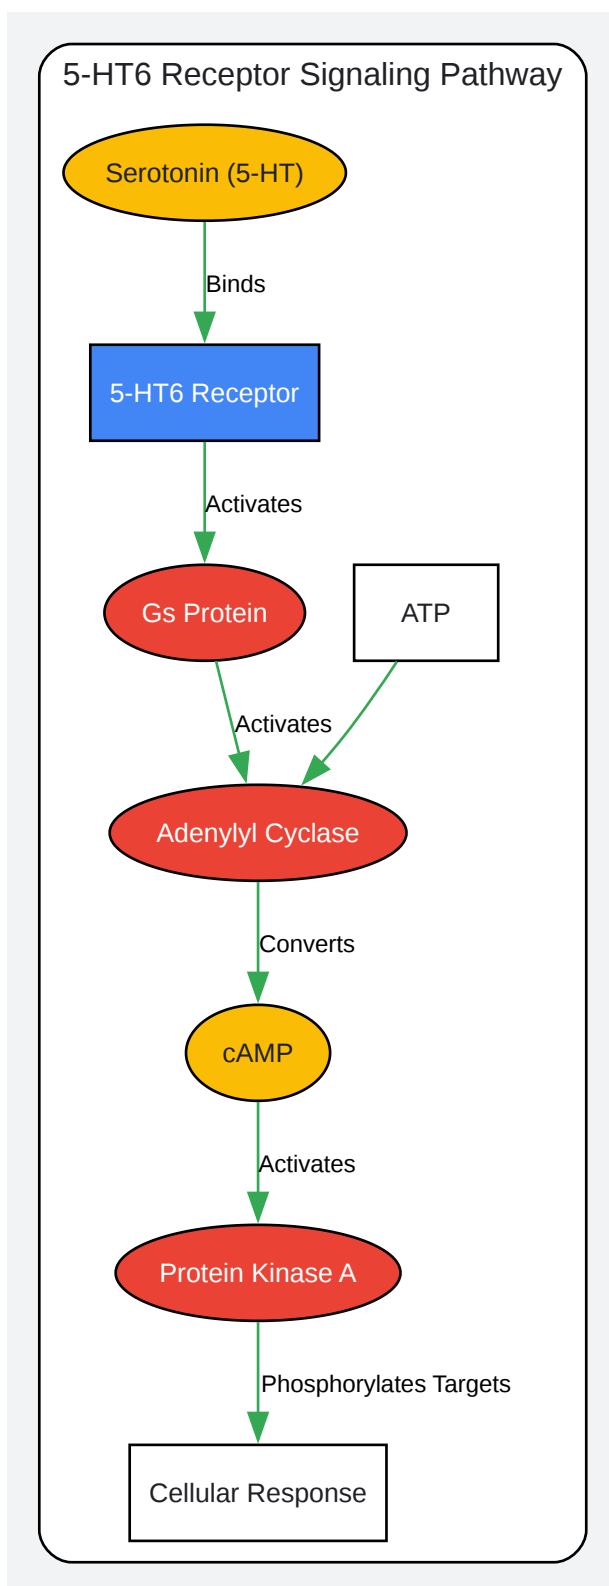 5-HT6 Receptor Signaling Pathway
Serotonin (5-HT)
Binds
5-HT6 Receptor
Activates
Gs Protein
ATP
Activates
Adenylyl Cyclase
Converts
cAMP
Activates
Protein Kinase A
Phosphorylates Targets
Cellular Response